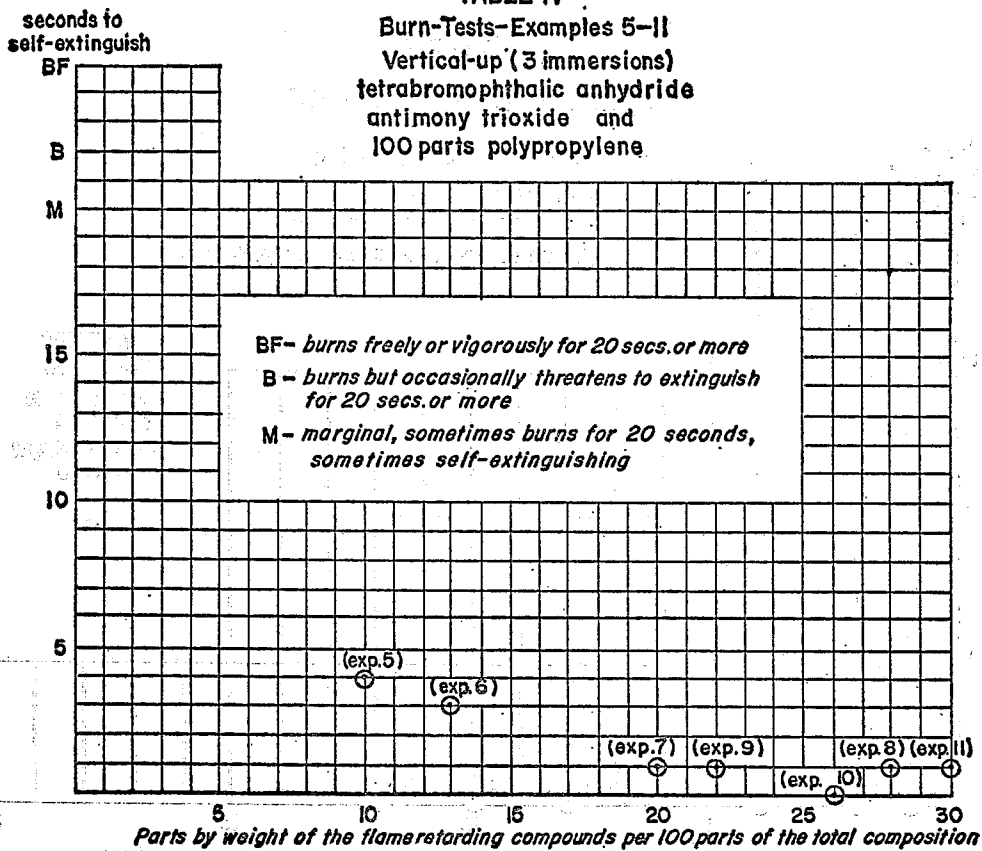 Burn-Tests-Examples 5-11
Vertical-up (3 immersions)
tetrabromophthalic anhydride
antimony trioxide and
100 parts polypropylene
seconds to
self-extinguish
BF
B
M
15
10
5
BF- burns freely or vigorously for 20 secs. or more
B - burns but occasionally threatens to extinguish
for 20 secs. or more
M- marginal, sometimes burns for 20 seconds,
sometimes self-extinguishing
(exp.5)
(exp.6)
(exp.7)
(exp.9)
(exp. 10)
(exp.8)
(exp.11)
5 10 15 20 25 30
Parts by weight of the flame retarding compounds per 100 parts of the total composition